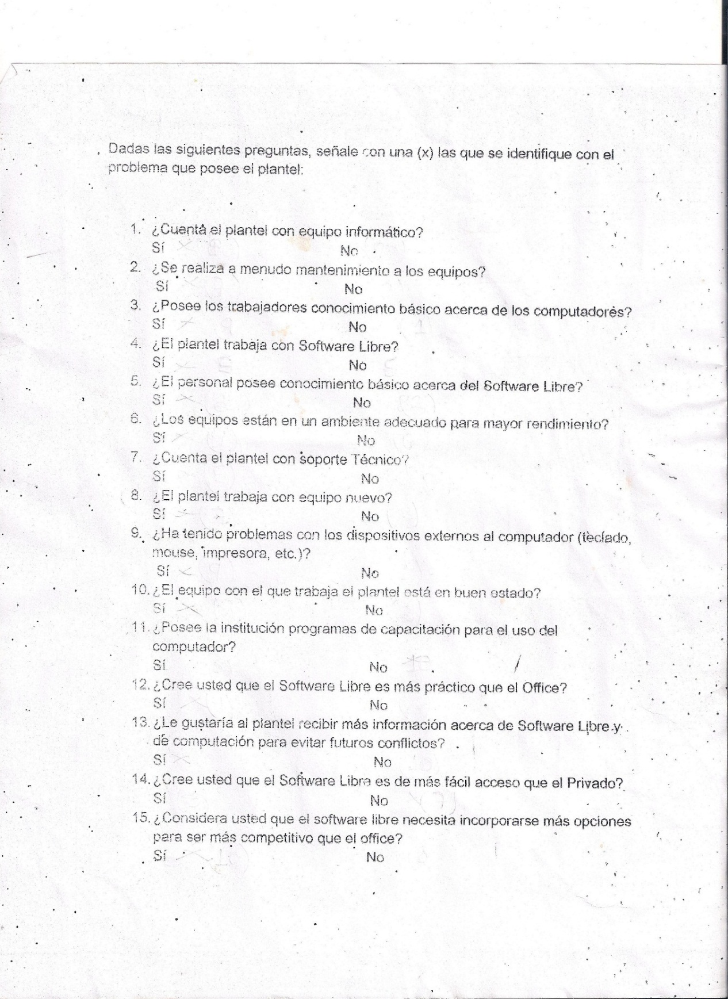 Dadas las siguientes preguntas, señale con una (x) las que se identifique con el
problema que posee el plantel:
1. ¿Cuenta el plantel con equipo informático?
Sí x No
2. ¿Se realiza a menudo mantenimiento a los equipos?
Sí x No
3. ¿Posee los trabajadores conocimiento básico acerca de los computadores?
Sí x No
4. ¿El plantel trabaja con Software Libre?
Sí x No
5. ¿El personal posee conocimiento básico acerca del Software Libre?
Sí x No
6. ¿Los equipos están en un ambiente adecuado para mayor rendimiento?
Sí x No
7. ¿Cuenta el plantel con soporte Técnico?
Sí No
8. ¿El plantel trabaja con equipo nuevo?
Sí x No
9. ¿Ha tenido problemas con los dispositivos externos al computador (teclado,
mouse, impresora, etc.)?
Sí x No
10. ¿El equipo con el que trabaja el plantel está en buen estado?
Sí x No
11. ¿Posee la institución programas de capacitación para el uso del
computador?
Sí No
12. ¿Cree usted que el Software Libre es más práctico que el Office?
Sí x No
13. ¿Le gustaría al plantel recibir más información acerca de Software Libre y
de computación para evitar futuros conflictos?
Sí x No
14. ¿Cree usted que el Software Libre es de más fácil acceso que el Privado?
Sí No
15. ¿Considera usted que el software libre necesita incorporarse más opciones
para ser más competitivo que el office?
Sí x No